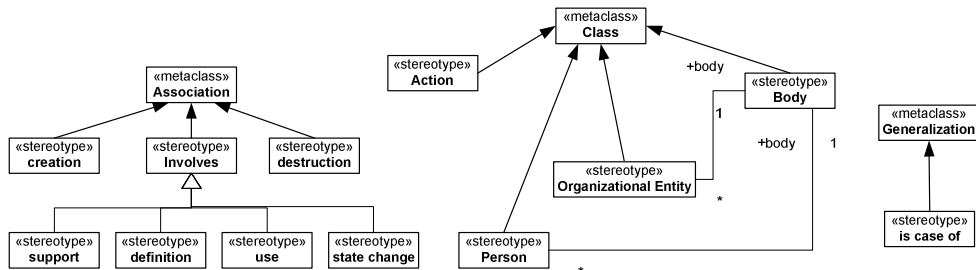 «metaclass»
Class
«stereotype»
Action
«metaclass»
Association
+body
«stereotype»
Body
«metaclass»
Generalization
1
+body
1
«stereotype»
creation
«stereotype»
Involves
«stereotype»
destruction
«stereotype»
Organizational Entity
*
«stereotype»
is case of
«stereotype»
support
«stereotype»
definition
«stereotype»
use
«stereotype»
state change
«stereotype»
Person
*